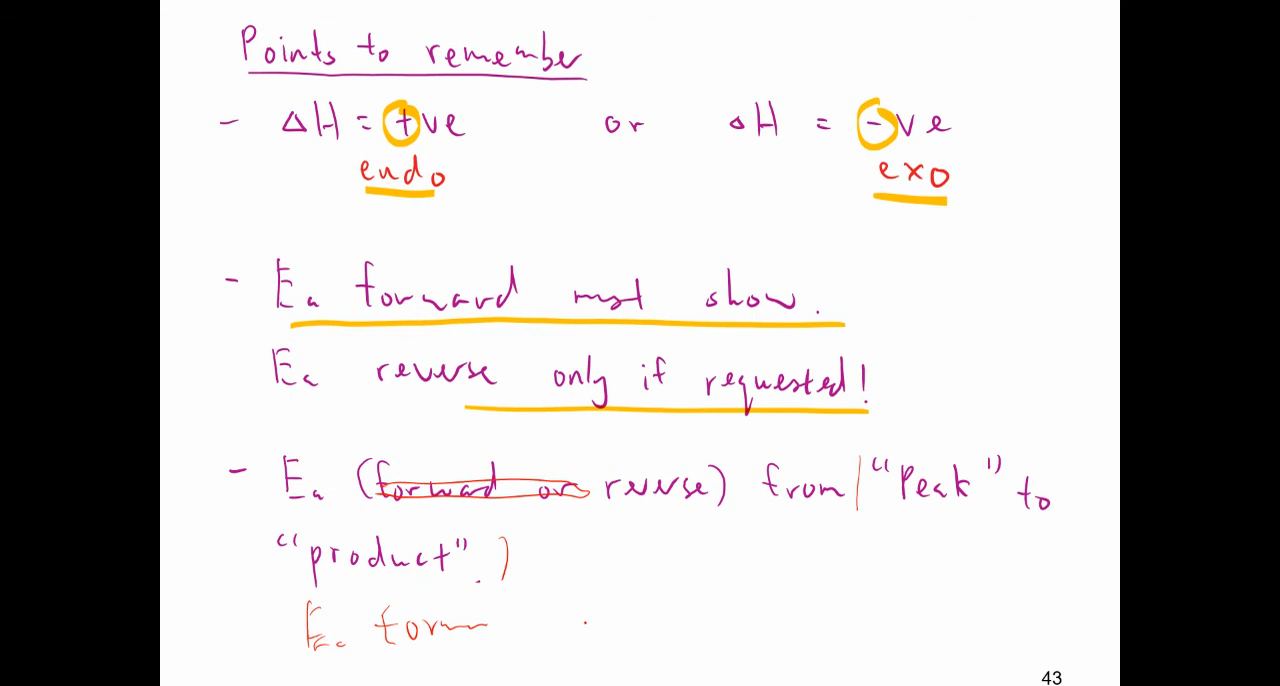 Points to remember
- ΔH = +ve or ΔH = -ve
endo exo
- Ea forward must show.
Ea reverse only if requested!
- Ea (forward or reverse) from "Peak" to
"product".)
Ea
43